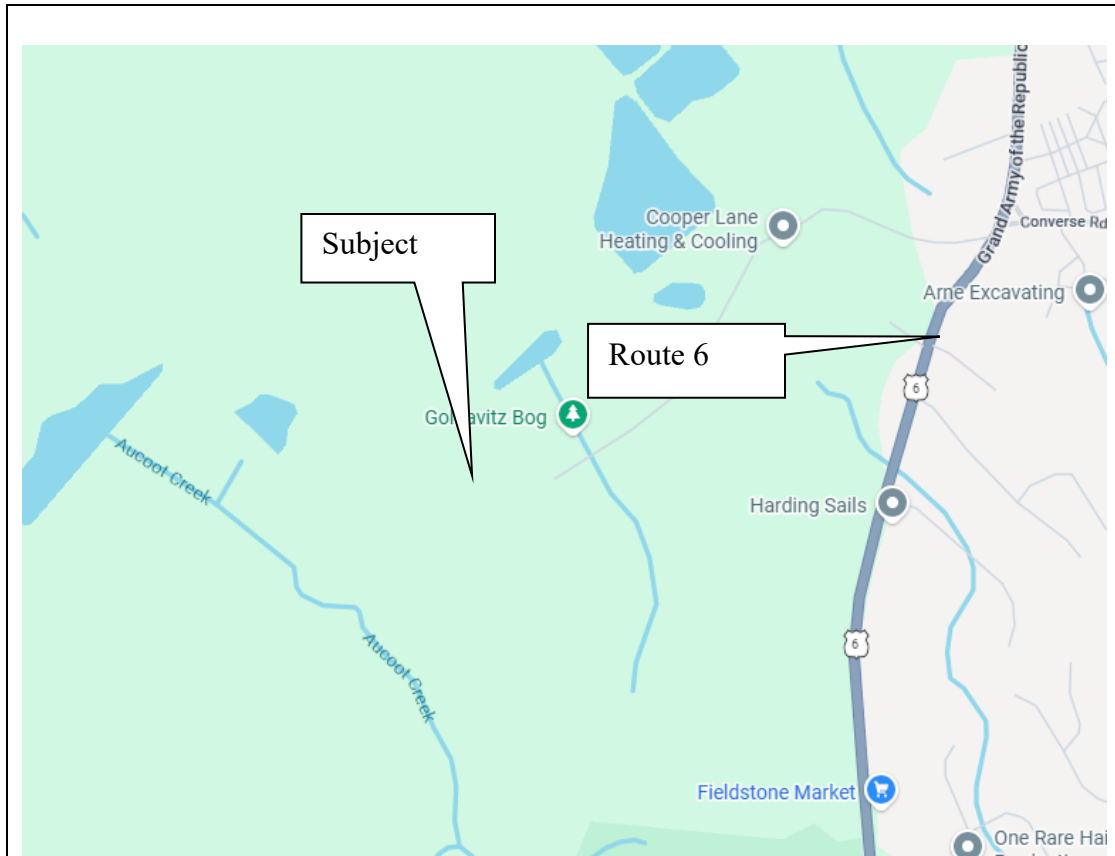 Grand Army of the Republic
Subject
Cooper Lane
Heating & Cooling
Converse Rd
Arne Excavating
Route 6
6
Bog
Aucoot Creek
Harding Sails
6
Aucoot Creek
Fieldstone Market
One Rare Hai